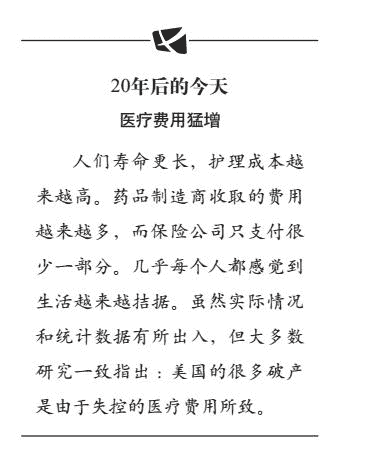 20年后的今天
医疗费用猛增
人们寿命更长，护理成本越
来越高。药品制造商收取的费用
越来越多，而保险公司只支付很
少一部分。几乎每个人都感觉到
生活越来越拮据。虽然实际情况
和统计数据有所出入，但大多数
研究一致指出：美国的很多破产
是由于失控的医疗费用所致。